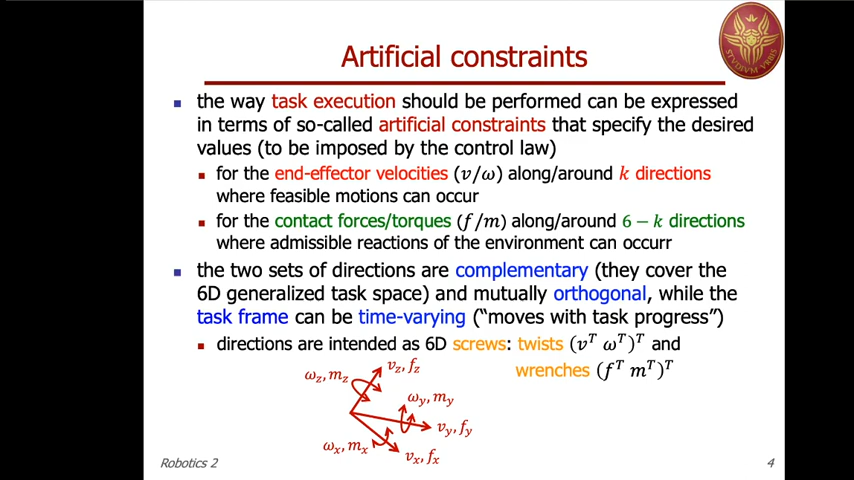 Artificial constraints
the way task execution should be performed can be expressed
in terms of so-called artificial constraints that specify the desired
values (to be imposed by the control law)
for the end-effector velocities (v/ω) along/around k directions
where feasible motions can occur
for the contact forces/torques (f/m) along/around 6 − k directions
where admissible reactions of the environment can occurr
the two sets of directions are complementary (they cover the
6D generalized task space) and mutually orthogonal, while the
task frame can be time-varying (“moves with task progress”)
directions are intended as 6D screws: twists (v^T ω^T)^T and
wrenches (f^T m^T)^T
ω_z, m_z
v_z, f_z
ω_y, m_y
v_y, f_y
ω_x, m_x
v_x, f_x
Robotics 2
4
STVDIVM VRBIS